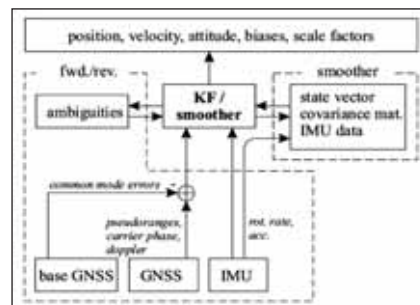 position, velocity, attitude, biases, scale factors
fwd./rev.
smoother
ambiguities
KF /
smoother
state vector
covariance mat.
IMU data
common mode errors
-
pseudoranges,
carrier phase,
doppler
rot. rate,
acc.
base GNSS
GNSS
IMU